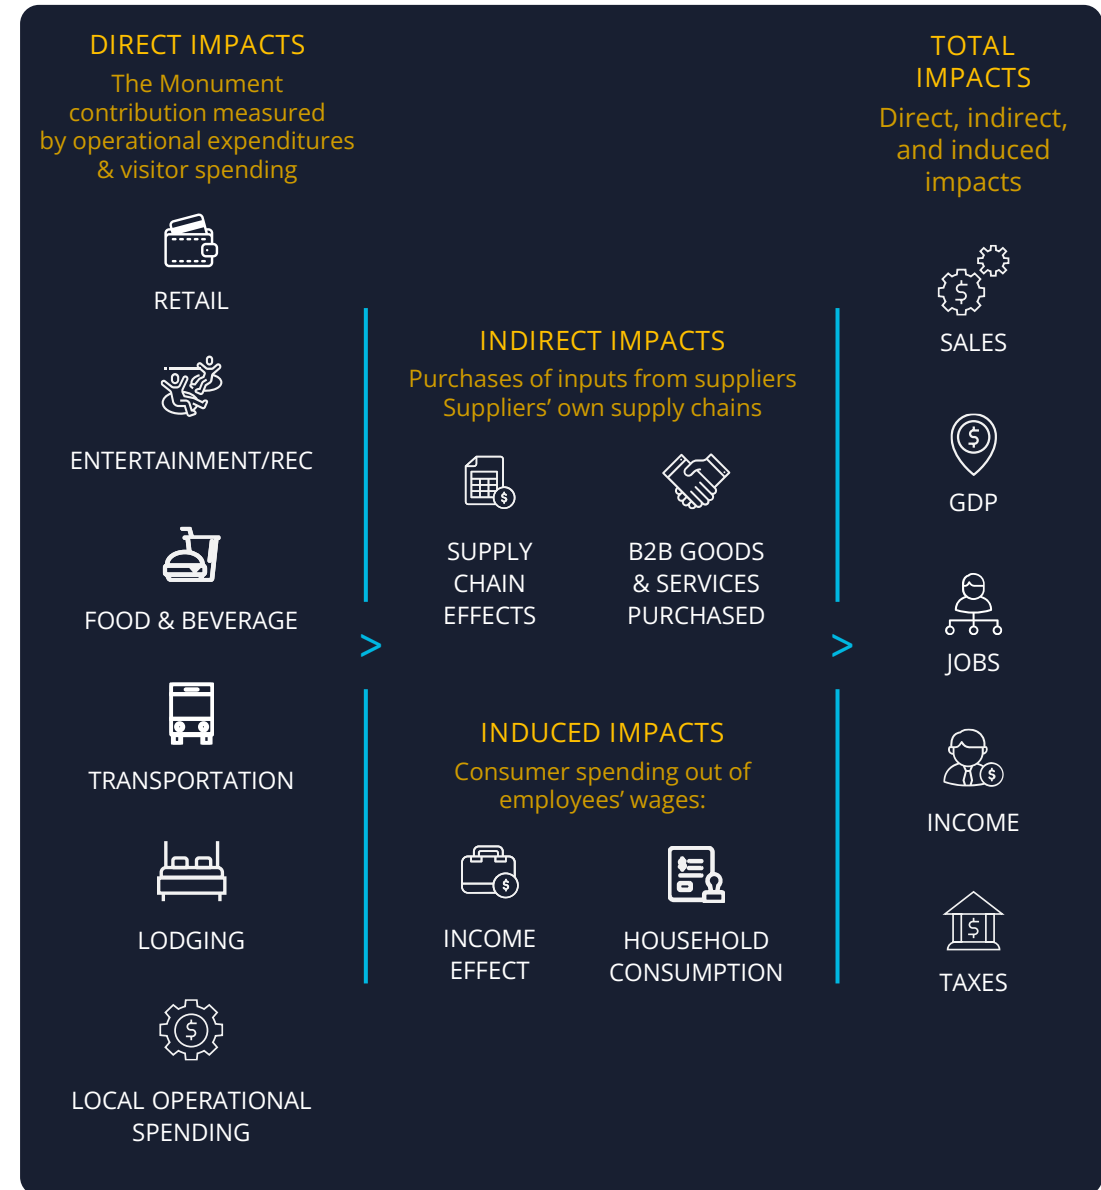 DIRECT IMPACTS
The Monument
contribution measured
by operational expenditures
& visitor spending
RETAIL
ENTERTAINMENT/REC
FOOD & BEVERAGE
TRANSPORTATION
LODGING
LOCAL OPERATIONAL
SPENDING
>
INDIRECT IMPACTS
Purchases of inputs from suppliers
Suppliers’ own supply chains
SUPPLY
CHAIN
EFFECTS
B2B GOODS
& SERVICES
PURCHASED
INDUCED IMPACTS
Consumer spending out of
employees’ wages:
INCOME
EFFECT
HOUSEHOLD
CONSUMPTION
>
TOTAL
IMPACTS
Direct, indirect,
and induced
impacts
$
SALES
$
GDP
JOBS
$
INCOME
$
TAXES